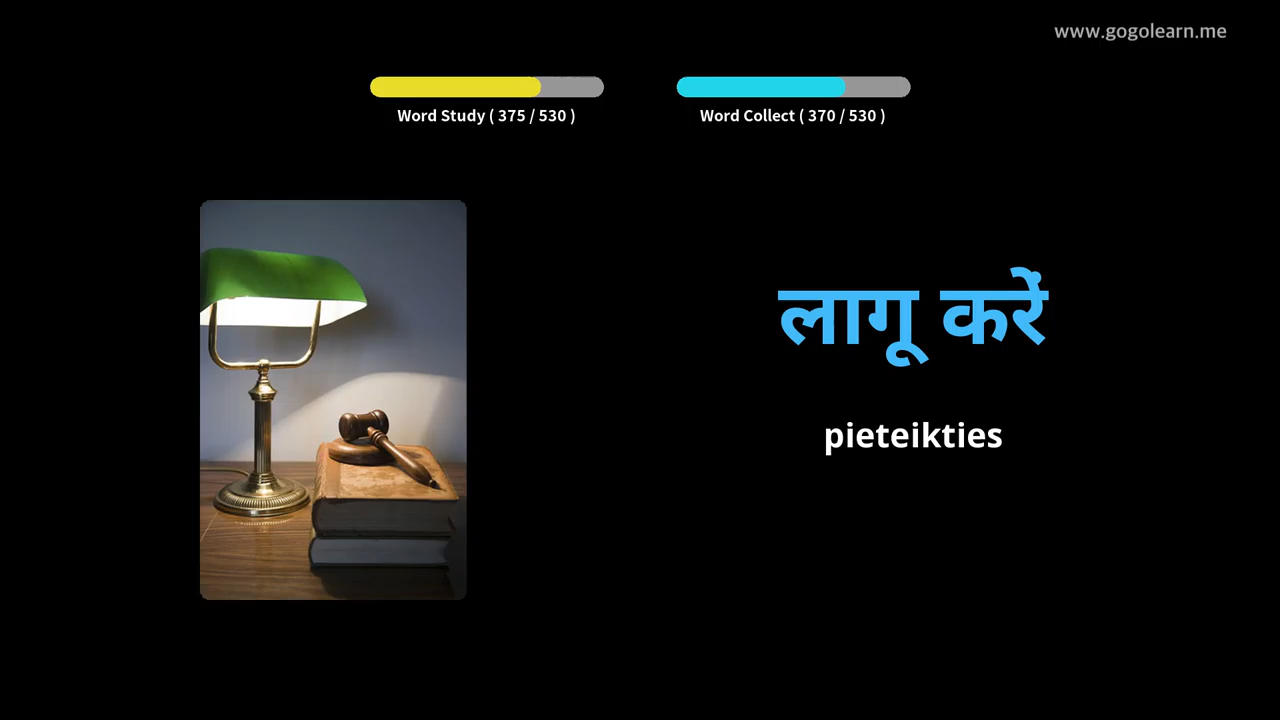 www.gogolearn.me
Word Study ( 375 / 530 )
Word Collect ( 370 / 530 )
लागू करें
pieteikties